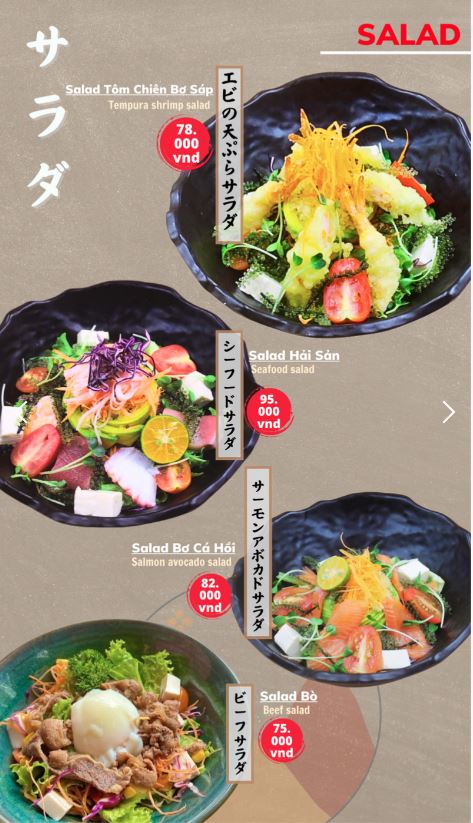 SALAD
サラダ
Salad Tôm Chiên Bơ Sáp
Tempura shrimp salad
78.
000
vnd
エビの天ぷらサラダ
シーフードサラダ
Salad Hải Sản
Seafood salad
95.
000
vnd
サーモンアボカドサラダ
Salad Bơ Cá Hồi
Salmon avocado salad
82.
000
vnd
ビーフサラダ
Salad Bò
Beef salad
75.
000
vnd